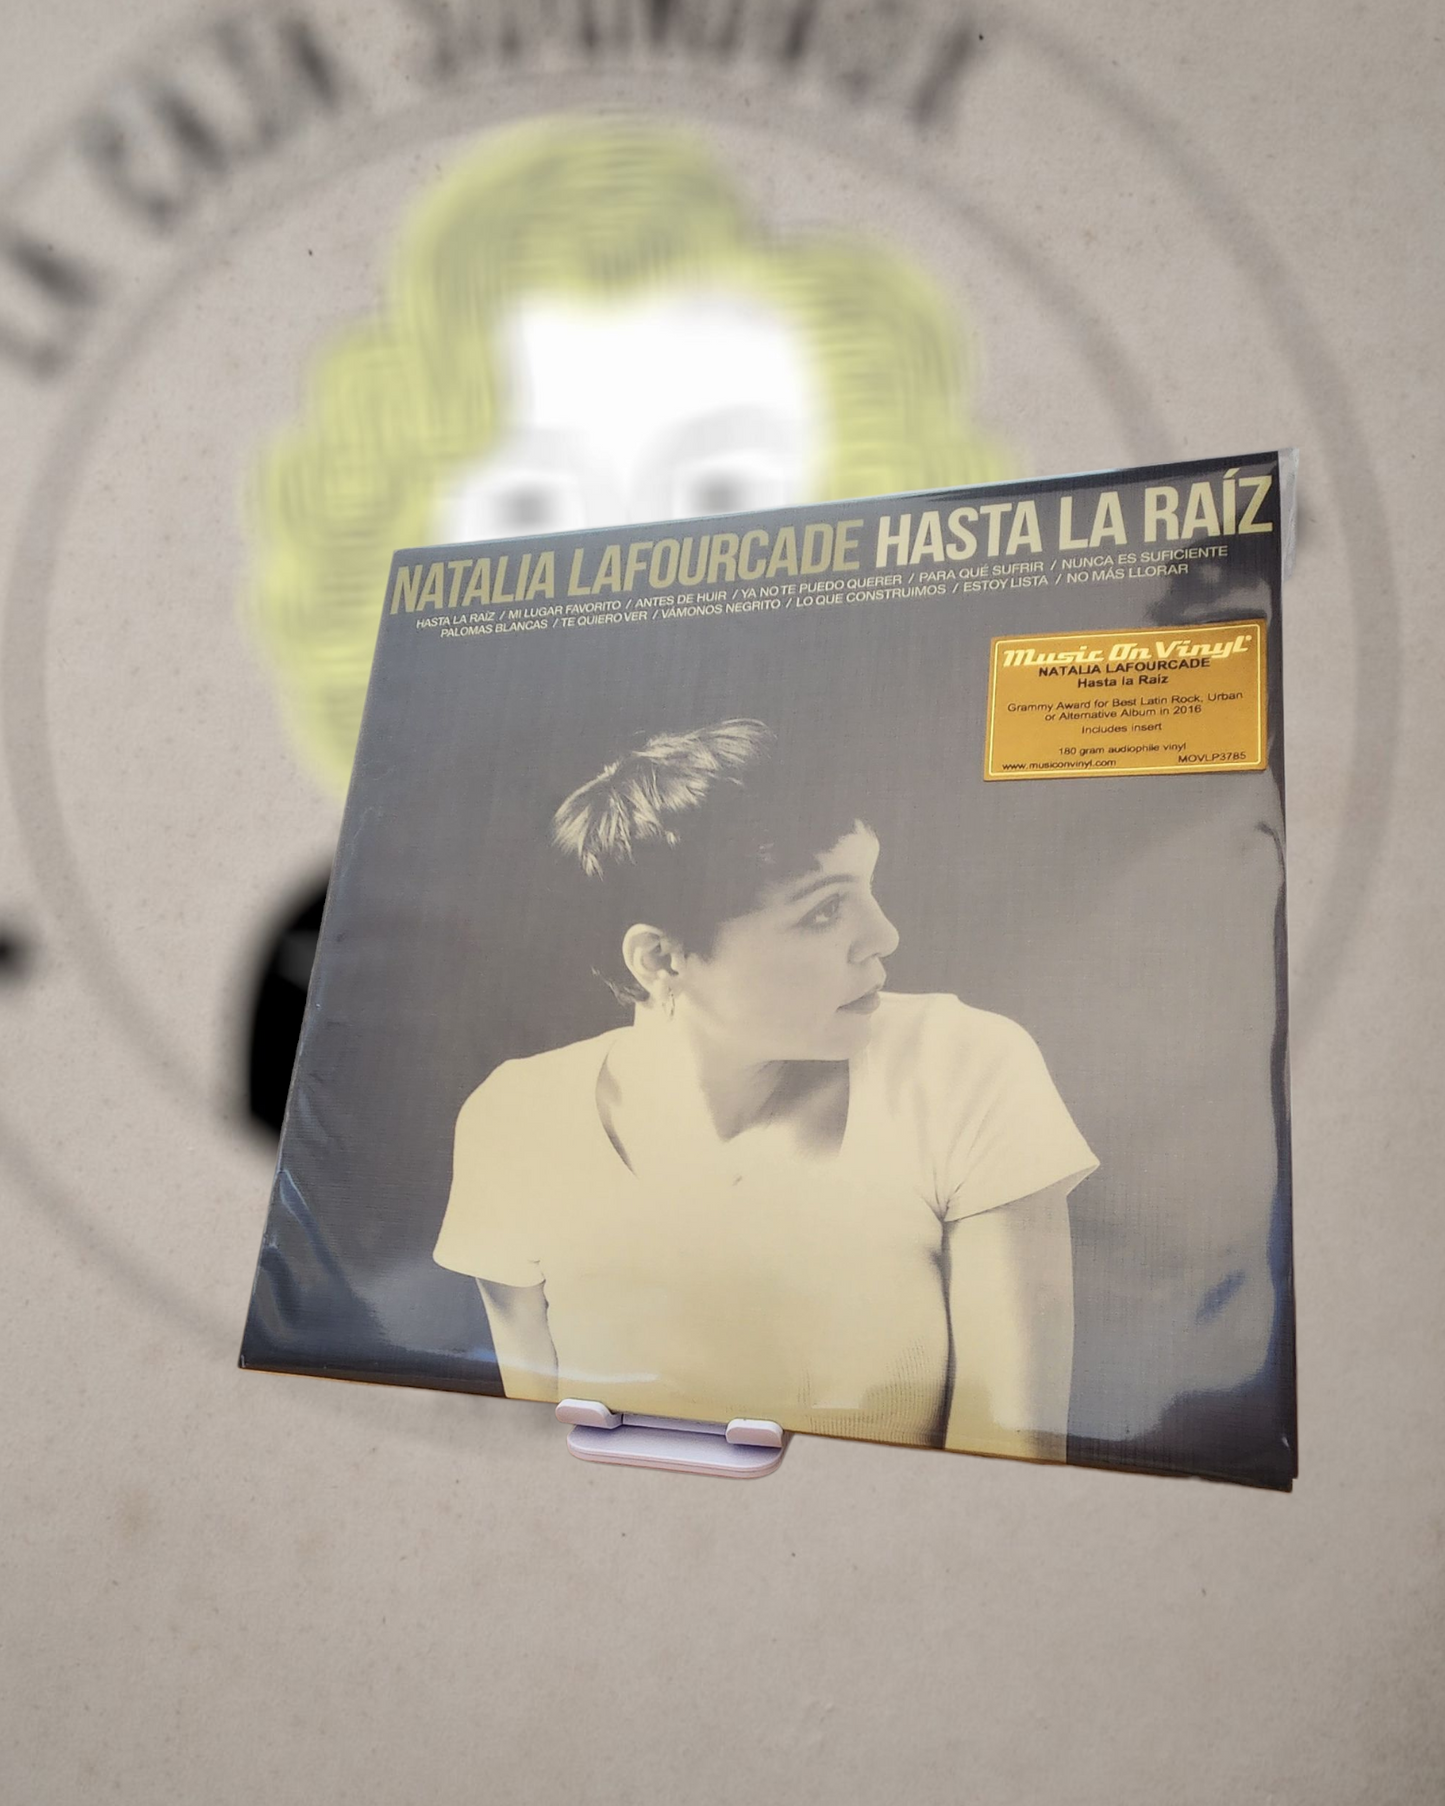 LA CASA
NATALIA LAFOURCADE HASTA LA RAÍZ
HASTA LA RAÍZ / MI LUGAR FAVORITO / ANTES DE HUIR / YA NO TE PUEDO QUERER / PARA QUÉ SUFRIR / NUNCA ES SUFICIENTE
PALOMAS BLANCAS / TE QUIERO VER / VÁMONOS NEGRITO / LO QUE CONSTRUIMOS / ESTOY LISTA / NO MÁS LLORAR
Music On Vinyl®
NATALIA LAFOURCADE
Hasta la Raíz
Grammy Award for Best Latin Rock, Urban
or Alternative Album in 2016
Includes insert
180 gram audiophile vinyl
www.musiconvinyl.com MOVLP3785